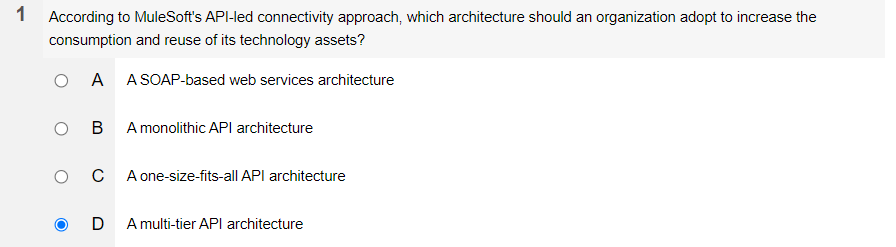 1 According to MuleSoft's API-led connectivity approach, which architecture should an organization adopt to increase the
consumption and reuse of its technology assets?
A A SOAP-based web services architecture
B A monolithic API architecture
C A one-size-fits-all API architecture
D A multi-tier API architecture